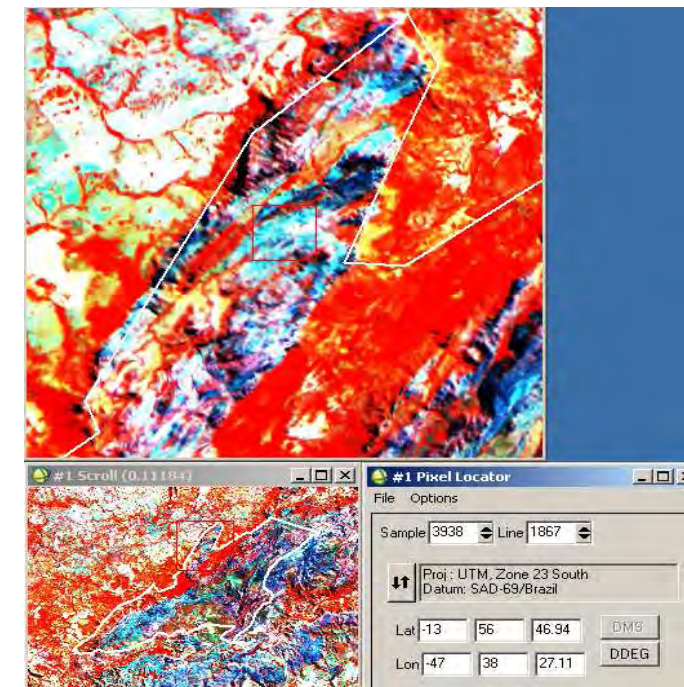 #1 Scroll (0.11184)
#1 Pixel Locator
File Options
Sample 3938 Line 1867
Proj : UTM, Zone 23 South
Datum: SAD-69/Brazil
Lat -13 56 46.94 DMS
Lon -47 38 27.11 DDEG